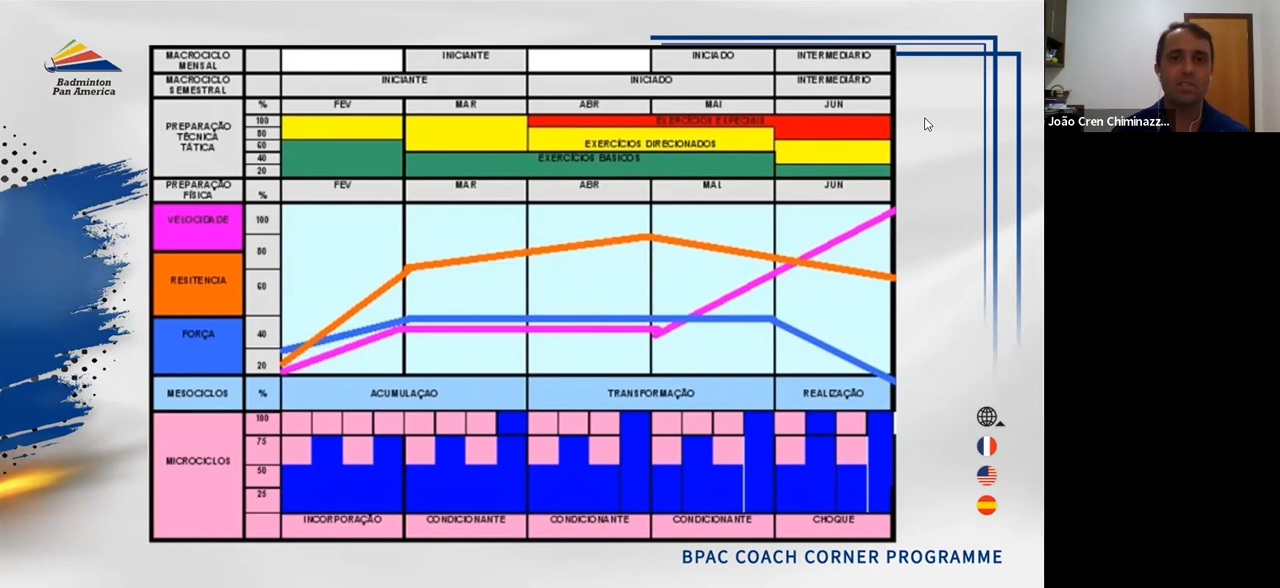 Badminton
Pan America
João Cren Chiminazz...
MACROCICLO
MENSAL
INICIANTE
INICIADO
INTERMEDIARIO
MACROCICLO
SEMESTRAL
INICIANTE
INICIADO
INTERMEDIÁRIO
% FEV MAR ABR MAI JUN
PREPARAÇÃO
TÉCNICA
TÁTICA
100
80
60
40
20
EXERCÍCIOS ESPECIAIS
EXERCÍCIOS DIRECIONADOS
EXERCÍCIOS BASICOS
PREPARAÇÃO
FÍSICA
% FEV MAR ABR MAI JUN
VELOCIDADE
RESITENCIA
FORÇA
100
80
60
40
20
MESOCICLOS % ACUMULAÇAO TRANSFORMAÇÃO REALIZAÇÃO
MICROCICLOS
100
75
50
25
INCORPORAÇÃO CONDICIONANTE CONDICIONANTE CONDICIONANTE CHOQUE
BPAC COACH CORNER PROGRAMME